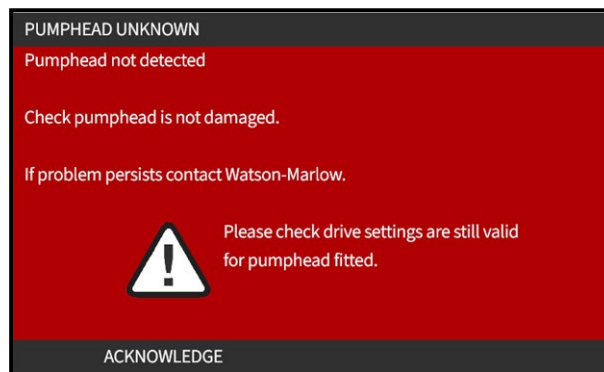 PUMPHEAD UNKNOWN
Pumphead not detected
Check pumphead is not damaged.
If problem persists contact Watson-Marlow.
Please check drive settings are still valid
for pumphead fitted.
ACKNOWLEDGE